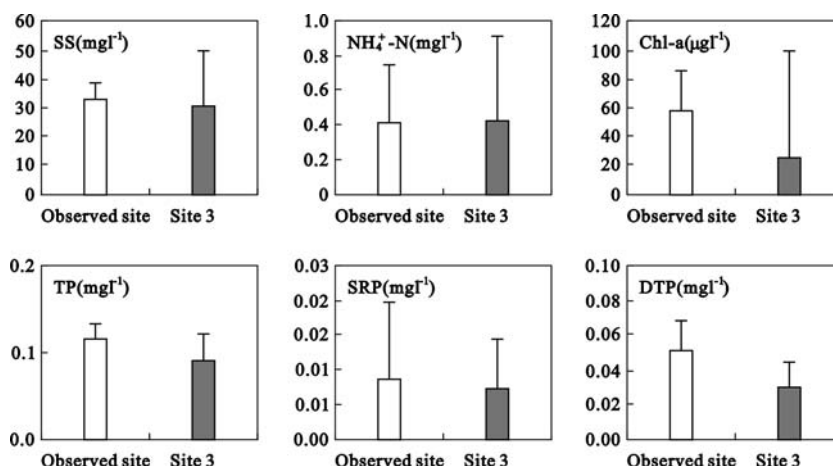 60
50
40
30
20
10
0
SS(mgl⁻¹)
Observed site Site 3
1.0
0.8
0.6
0.4
0.2
0
NH₄⁺-N(mgl⁻¹)
Observed site Site 3
120
100
80
60
40
20
0
Chl-a(μgl⁻¹)
Observed site Site 3
0.2
0.1
0.0
TP(mgl⁻¹)
Observed site Site 3
0.03
0.02
0.02
0.01
0.01
0.00
SRP(mgl⁻¹)
Observed site Site 3
0.10
0.08
0.06
0.04
0.02
0.00
DTP(mgl⁻¹)
Observed site Site 3